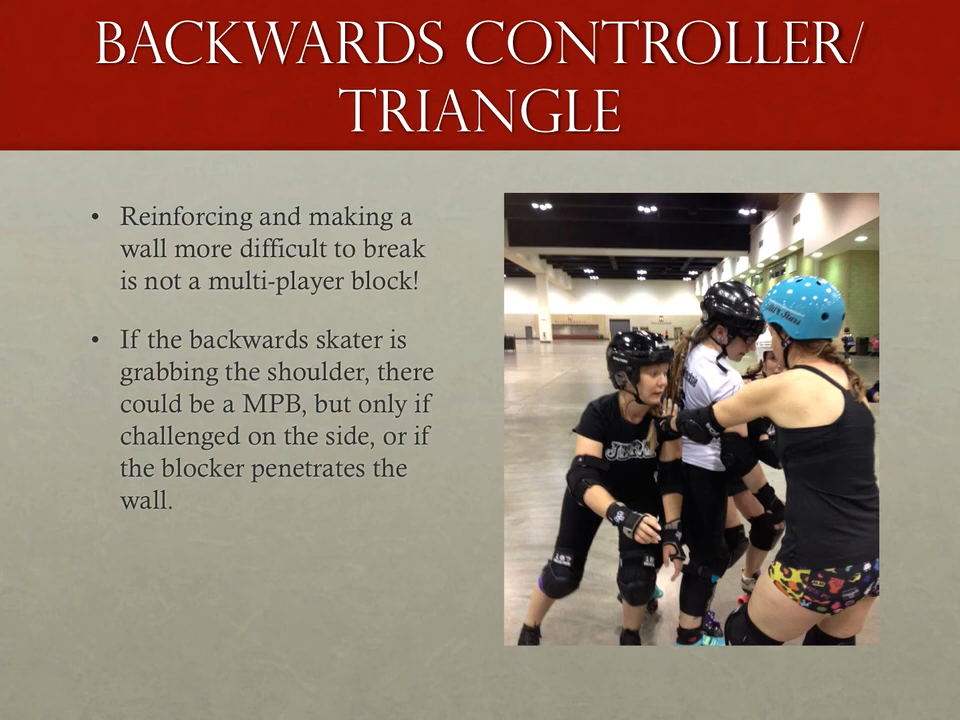 BACKWARDS CONTROLLER/
TRIANGLE
• Reinforcing and making a
wall more difficult to break
is not a multi-player block!
• If the backwards skater is
grabbing the shoulder, there
could be a MPB, but only if
challenged on the side, or if
the blocker penetrates the
wall.
187